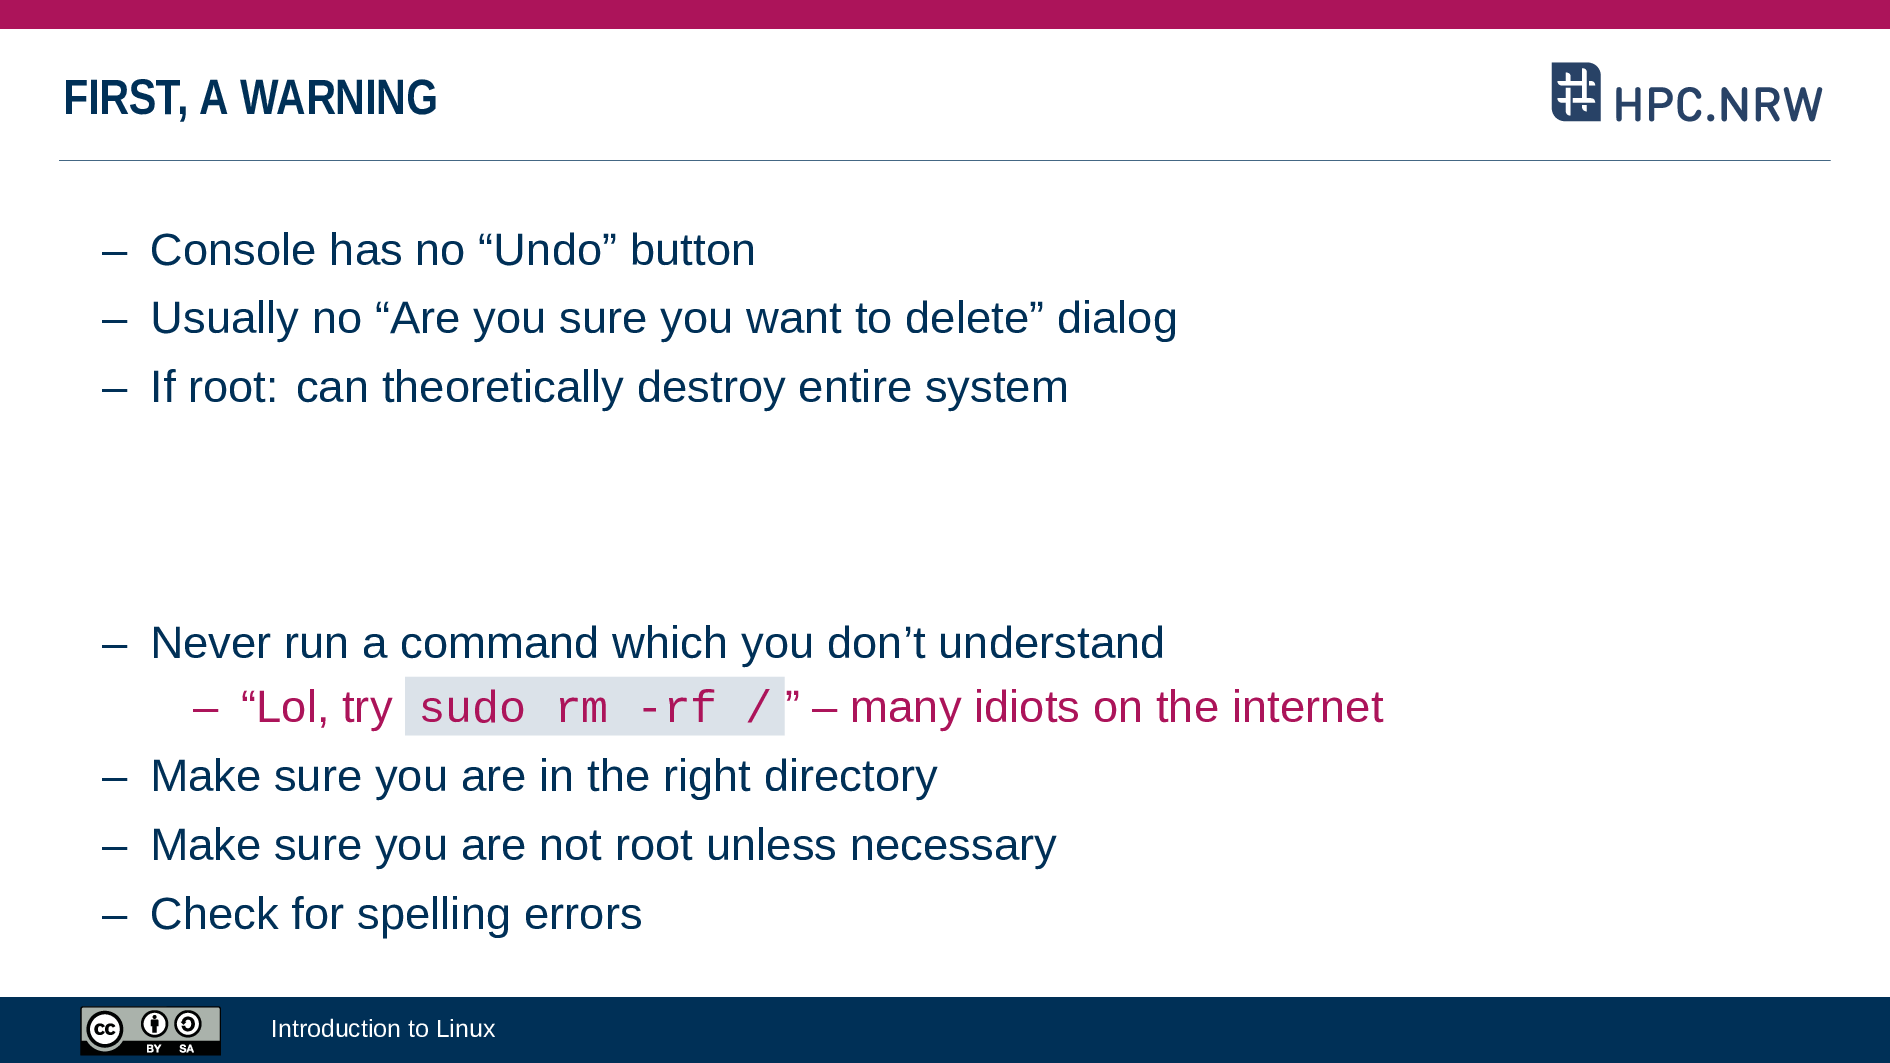 FIRST, A WARNING
HPC.NRW
– Console has no “Undo” button
– Usually no “Are you sure you want to delete” dialog
– If root: can theoretically destroy entire system
– Never run a command which you don’t understand
– “Lol, try sudo rm -rf /” – many idiots on the internet
– Make sure you are in the right directory
– Make sure you are not root unless necessary
– Check for spelling errors
cc
BY SA
Introduction to Linux